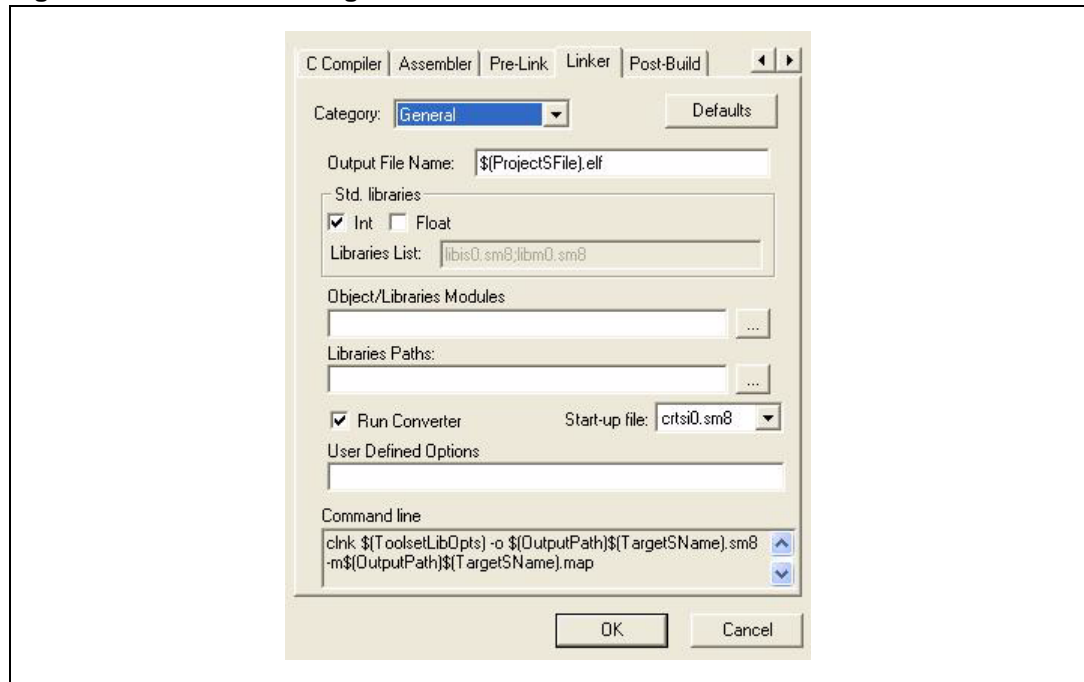 C Compiler Assembler Pre-Link Linker Post-Build
Category: General Defaults
Output File Name: $(ProjectSFile).elf
Std. libraries
Int Float
Libraries List: libis0.sm8;libm0.sm8
Object/Libraries Modules
...
Libraries Paths:
...
Run Converter Start-up file: crtsi0.sm8
User Defined Options
Command line
clnk $(ToolsetLibOpts) -o $(OutputPath)$(TargetSName).sm8
-m$(OutputPath)$(TargetSName).map
OK Cancel